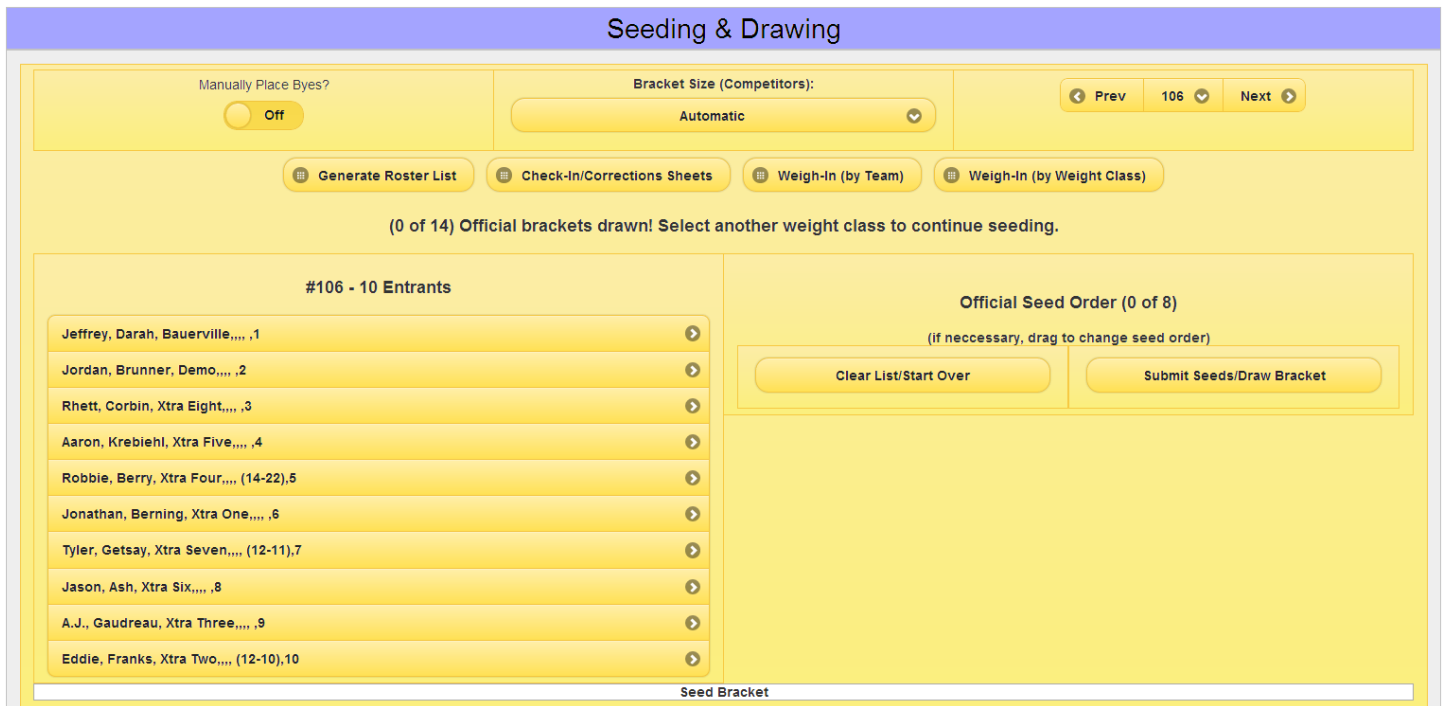 Seeding & Drawing
Manually Place Byes?
Off
Bracket Size (Competitors):
Automatic
Prev 106 Next
Generate Roster List Check-In/Corrections Sheets Weigh-In (by Team) Weigh-In (by Weight Class)
(0 of 14) Official brackets drawn! Select another weight class to continue seeding.
#106 - 10 Entrants
Jeffrey, Darah, Bauerville,,,, ,1
Jordan, Brunner, Demo,,,, ,2
Rhett, Corbin, Xtra Eight,,,, ,3
Aaron, Krebiehl, Xtra Five,,,, ,4
Robbie, Berry, Xtra Four,,,, (14-22),5
Jonathan, Berning, Xtra One,,,, ,6
Tyler, Getsay, Xtra Seven,,,, (12-11),7
Jason, Ash, Xtra Six,,,, ,8
A.J., Gaudreau, Xtra Three,,,, ,9
Eddie, Franks, Xtra Two,,,, (12-10),10
Official Seed Order (0 of 8)
(if neccessary, drag to change seed order)
Clear List/Start Over Submit Seeds/Draw Bracket
Seed Bracket